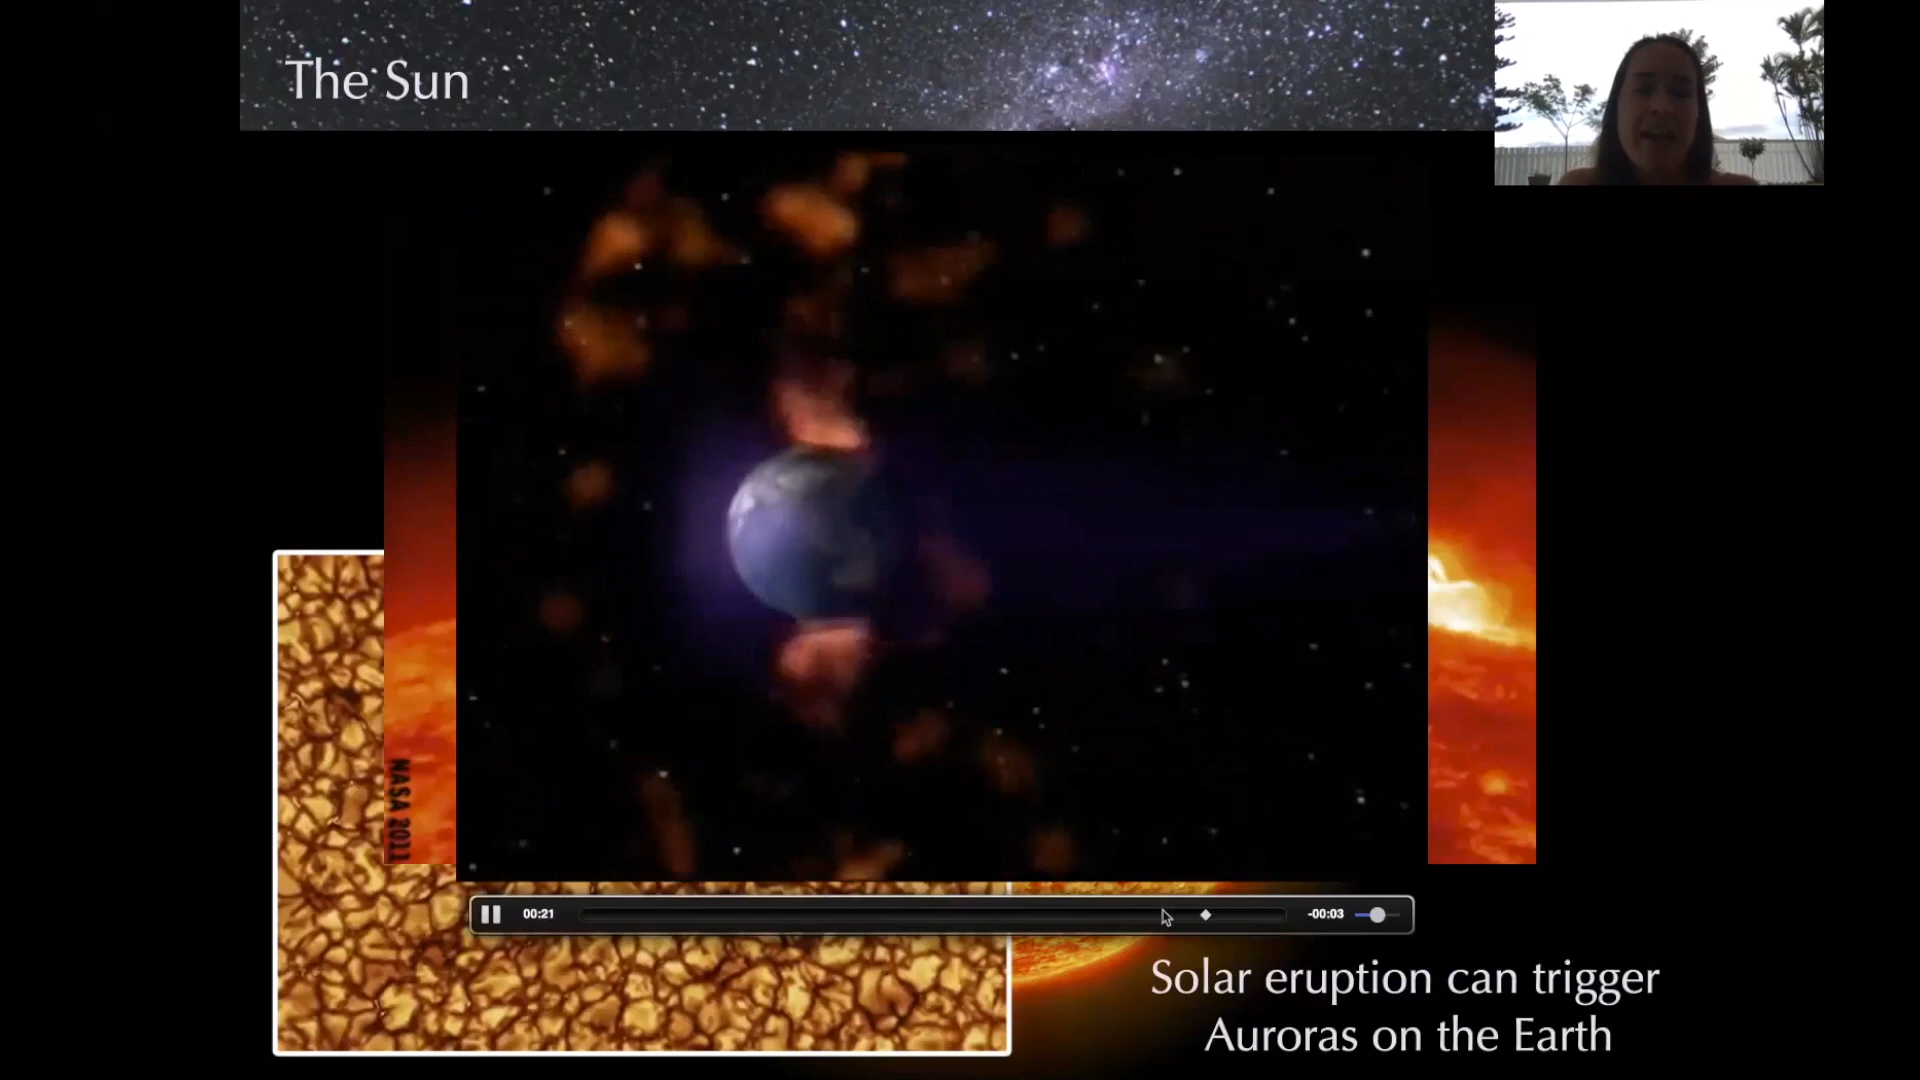 The Sun
NASA 2011
00:21
-00:03
Solar eruption can trigger
Auroras on the Earth